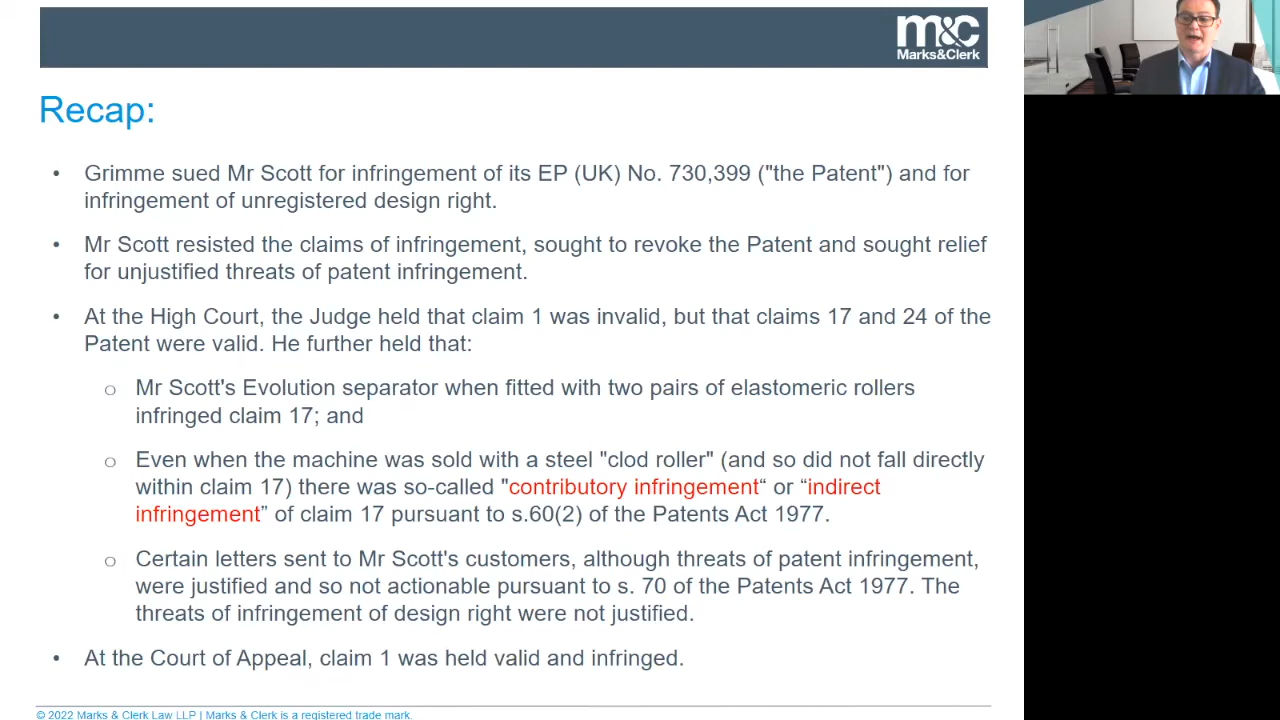 m&c
Marks&Clerk
Recap:
• Grimme sued Mr Scott for infringement of its EP (UK) No. 730,399 ("the Patent") and for
infringement of unregistered design right.
• Mr Scott resisted the claims of infringement, sought to revoke the Patent and sought relief
for unjustified threats of patent infringement.
• At the High Court, the Judge held that claim 1 was invalid, but that claims 17 and 24 of the
Patent were valid. He further held that:
o Mr Scott's Evolution separator when fitted with two pairs of elastomeric rollers
infringed claim 17; and
o Even when the machine was sold with a steel "clod roller" (and so did not fall directly
within claim 17) there was so-called "contributory infringement“ or “indirect
infringement” of claim 17 pursuant to s.60(2) of the Patents Act 1977.
o Certain letters sent to Mr Scott's customers, although threats of patent infringement,
were justified and so not actionable pursuant to s. 70 of the Patents Act 1977. The
threats of infringement of design right were not justified.
• At the Court of Appeal, claim 1 was held valid and infringed.
© 2022 Marks & Clerk Law LLP | Marks & Clerk is a registered trade mark.